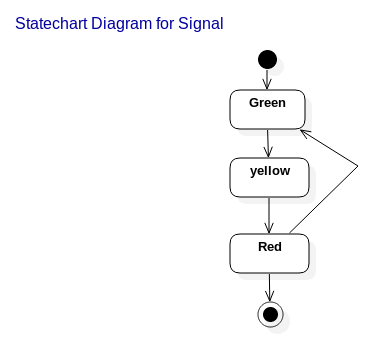 Statechart Diagram for Signal
Green
yellow
Red